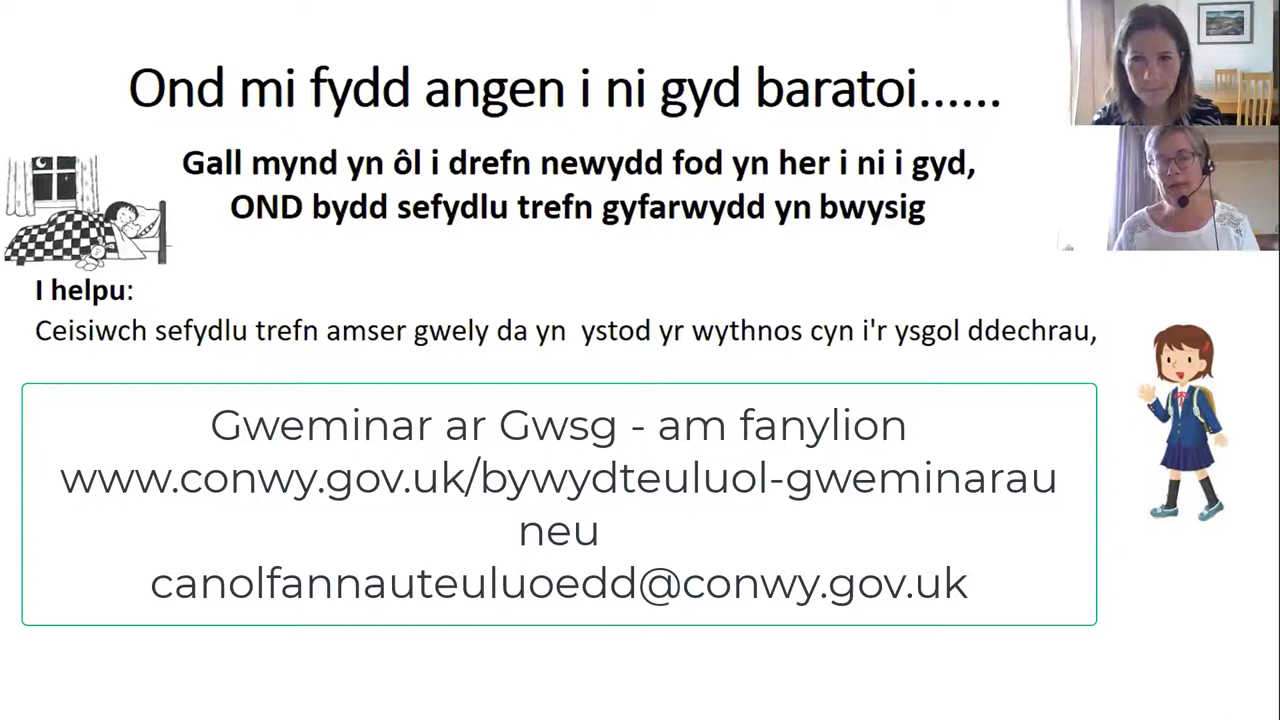 Ond mi fydd angen i ni gyd baratoi......
Gall mynd yn ôl i drefn newydd fod yn her i ni i gyd,
OND bydd sefydlu trefn gyfarwydd yn bwysig
I helpu:
Ceisiwch sefydlu trefn amser gwely da yn  ystod yr wythnos cyn i'r ysgol ddechrau,
Gweminar ar Gwsg - am fanylion
www.conwy.gov.uk/bywydteuluol-gweminarau
neu
canolfannauteuluoedd@conwy.gov.uk